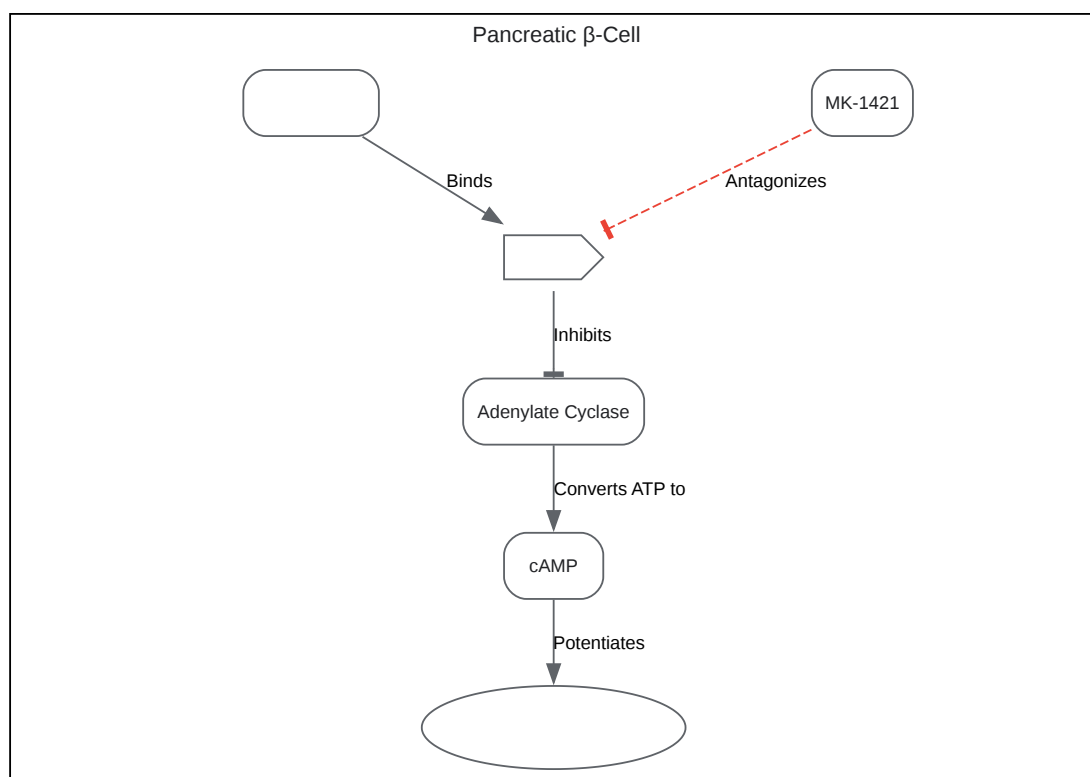 Pancreatic β-Cell
MK-1421
Binds
Antagonizes
Inhibits
Adenylate Cyclase
Converts ATP to
cAMP
Potentiates